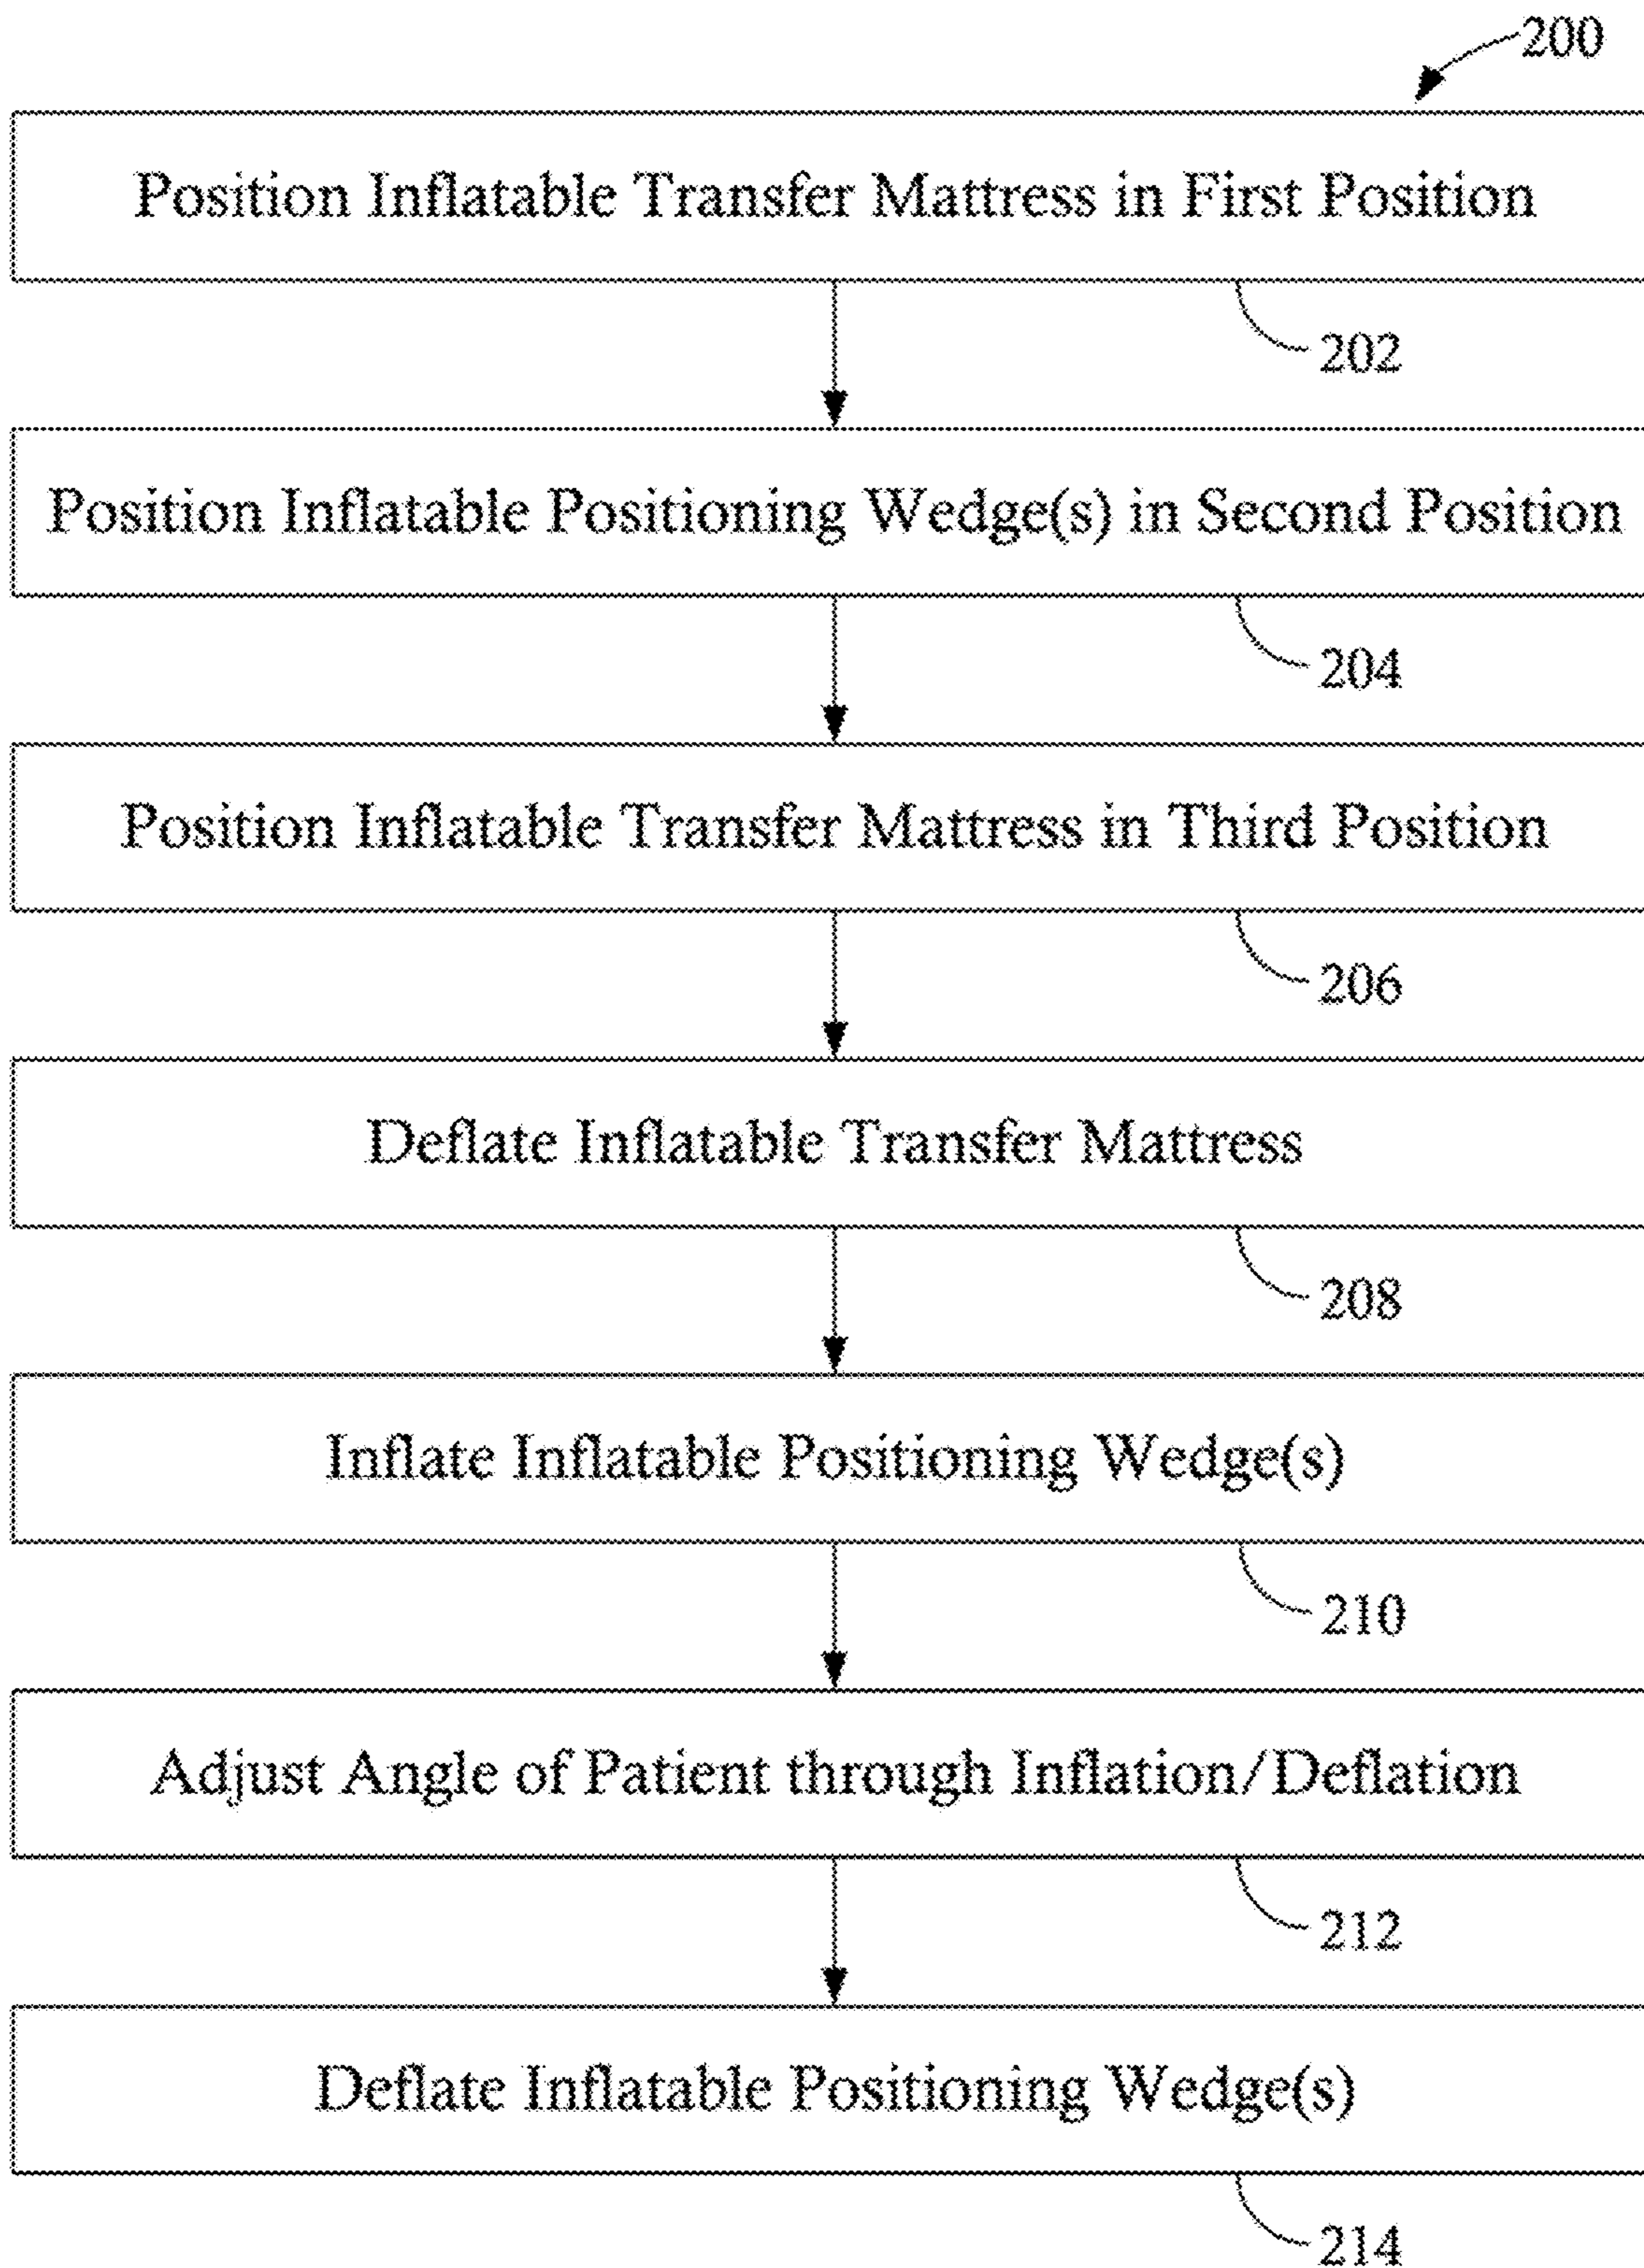 200
Position Inflatable Transfer Mattress in First Position
202
Position Inflatable Positioning Wedge(s) in Second Position
204
Position Inflatable Transfer Mattress in Third Position
206
Deflate Inflatable Transfer Mattress
208
Inflate Inflatable Positioning Wedge(s)
210
Adjust Angle of Patient through Inflation/Deflation
212
Deflate Inflatable Positioning Wedge(s)
214